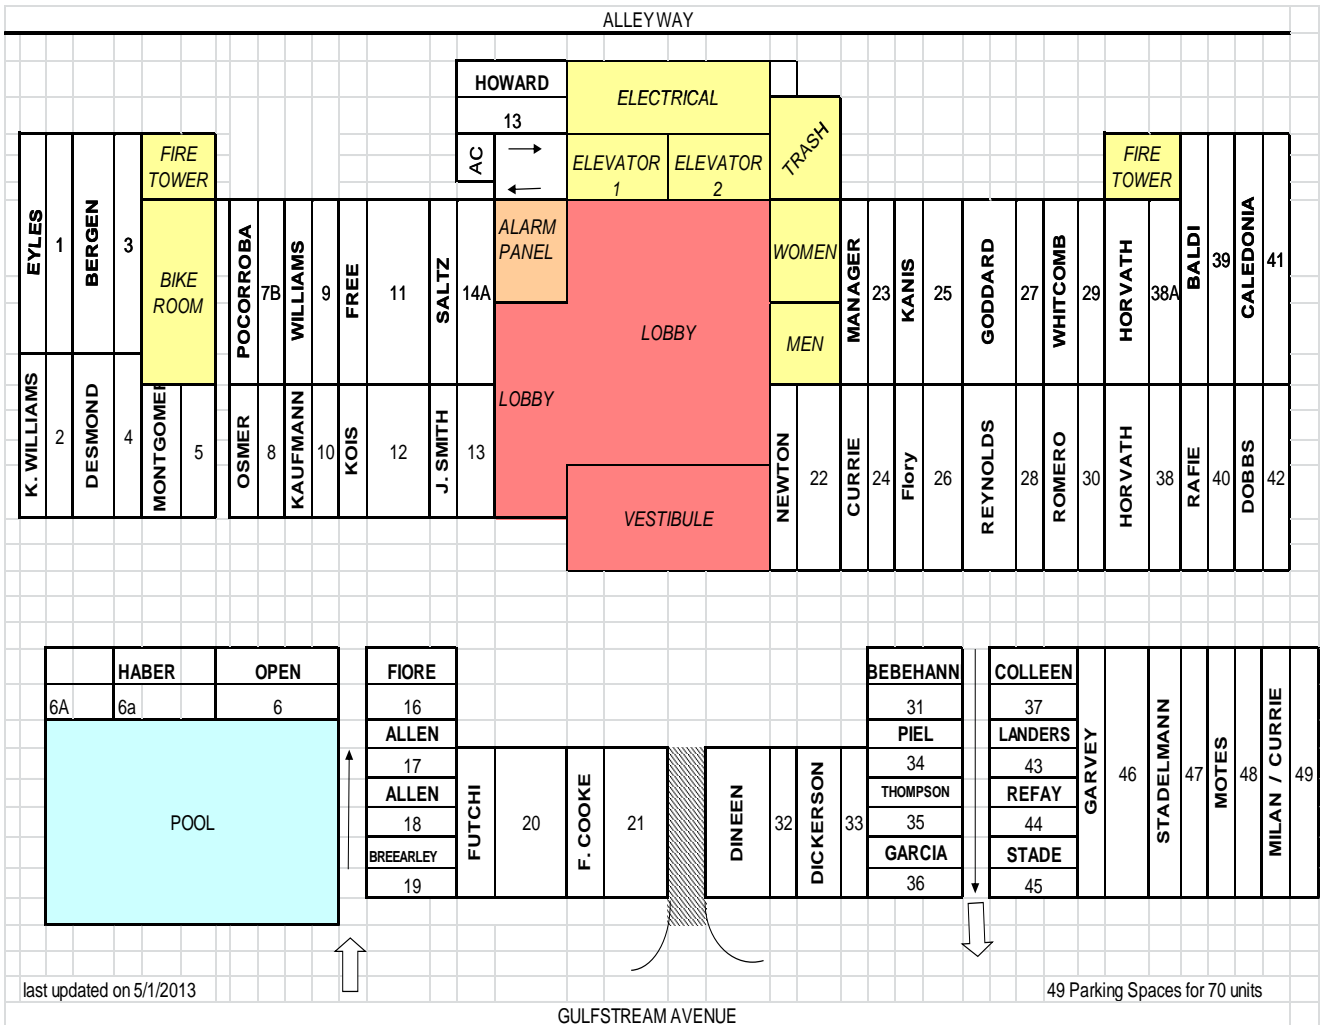 ALLEYWAY
HOWARD
13
ELECTRICAL
TRASH
AC
ELEVATOR
1
ELEVATOR
2
FIRE
TOWER
FIRE
TOWER
EYLES
1
BERGEN
3
BIKE
ROOM
POCORROBA
7B
WILLIAMS
9
FREE
11
SALTZ
14A
ALARM
PANEL
LOBBY
WOMEN
MEN
MANAGER
23
KANIS
25
GODDARD
27
WHITCOMB
29
HORVATH
38A
BALDI
39
CALEDONIA
41
K. WILLIAMS
2
DESMOND
4
MONTGOMER
5
OSMER
8
KAUFMANN
10
KOIS
12
J. SMITH
13
LOBBY
VESTIBULE
NEWTON
22
CURRIE
24
Flory
26
REYNOLDS
28
ROMERO
30
HORVATH
38
RAFIE
40
DOBBS
42
HABER
OPEN
6A
6a
6
POOL
FIORE
16
ALLEN
17
ALLEN
18
BREEARLEY
19
FUTCHI
20
F. COOKE
21
DINEEN
32
DICKERSON
33
BEBEHANN
31
PIEL
34
THOMPSON
35
GARCIA
36
COLLEEN
37
LANDERS
43
REFAY
44
STADE
45
GARVEY
46
STADELMANN
47
MOTES
48
MILAN / CURRIE
49
last updated on 5/1/2013
49 Parking Spaces for 70 units
GULFSTREAM AVENUE